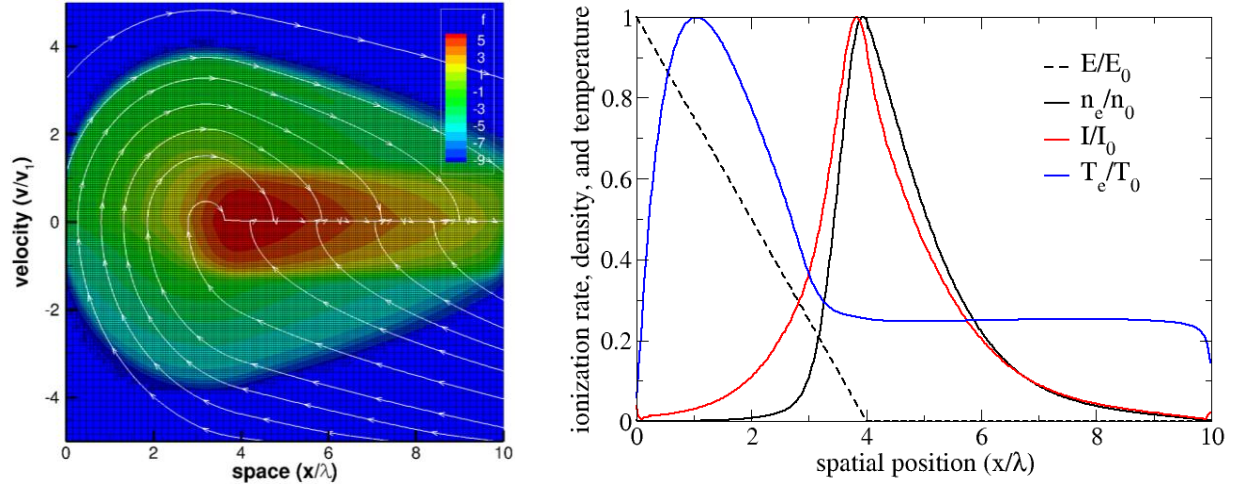 f
5
3
1
-1
-3
-5
-7
-9
4
2
0
-2
-4
velocity (v/v₁)
0 2 4 6 8 10
space (x/λ)
1
0.8
0.6
0.4
0.2
0
ionization rate, density, and temperature
E/E₀
nₑ/n₀
I/I₀
Tₑ/T₀
0 2 4 6 8 10
spatial position (x/λ)